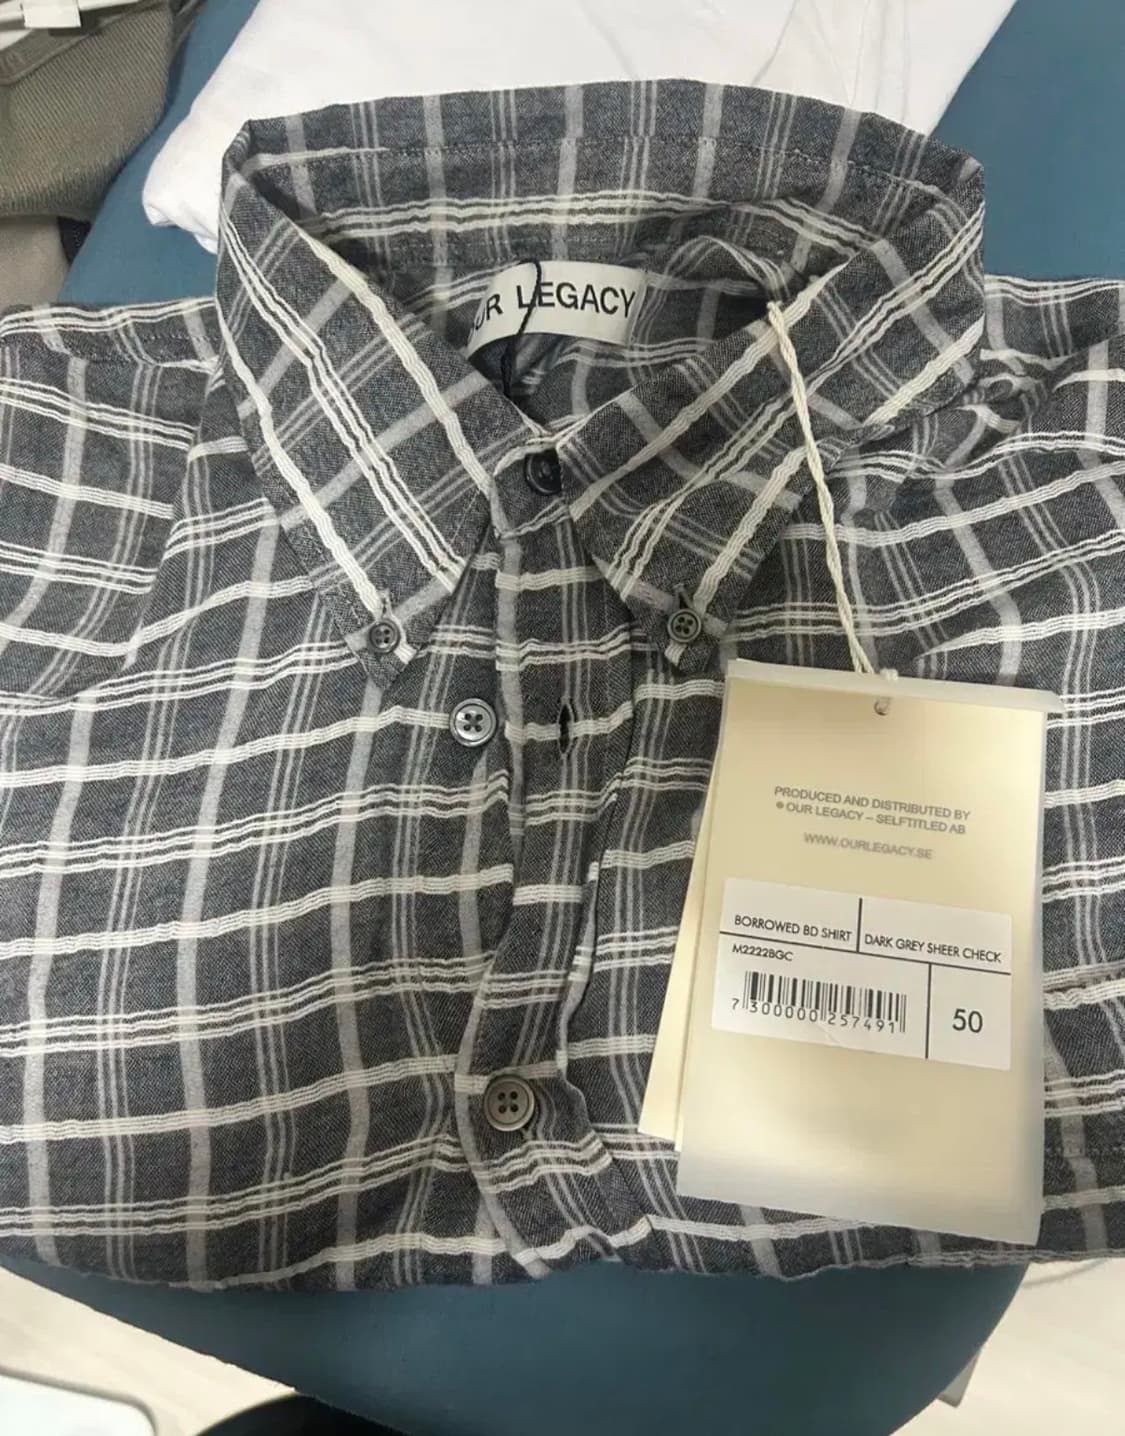 UR LEGACY
PRODUCED AND DISTRIBUTED BY
® OUR LEGACY – SELFTITLED AB
WWW.OURLEGACY.SE
BORROWED BD SHIRT
DARK GREY SHEER CHECK
M2222BGC
7 300000 257491
50